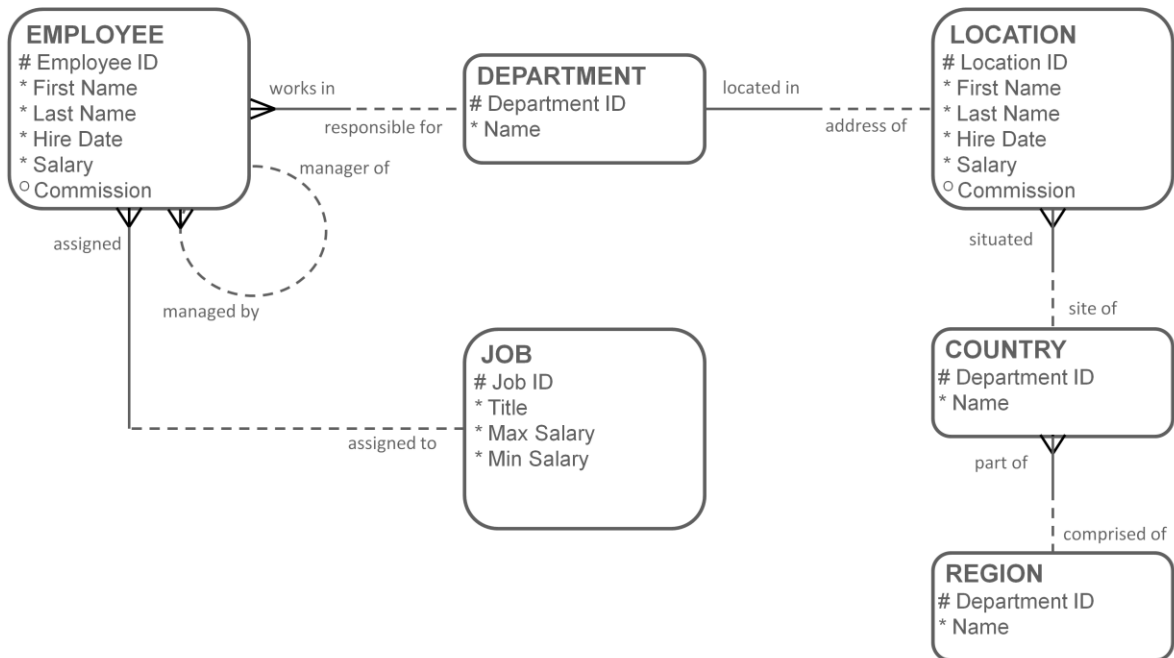 EMPLOYEE
# Employee ID
* First Name
* Last Name
* Hire Date
* Salary
o Commission
works in
responsible for
DEPARTMENT
# Department ID
* Name
located in
address of
LOCATION
# Location ID
* First Name
* Last Name
* Hire Date
* Salary
o Commission
manager of
managed by
assigned
assigned to
JOB
# Job ID
* Title
* Max Salary
* Min Salary
situated
site of
COUNTRY
# Department ID
* Name
part of
comprised of
REGION
# Department ID
* Name